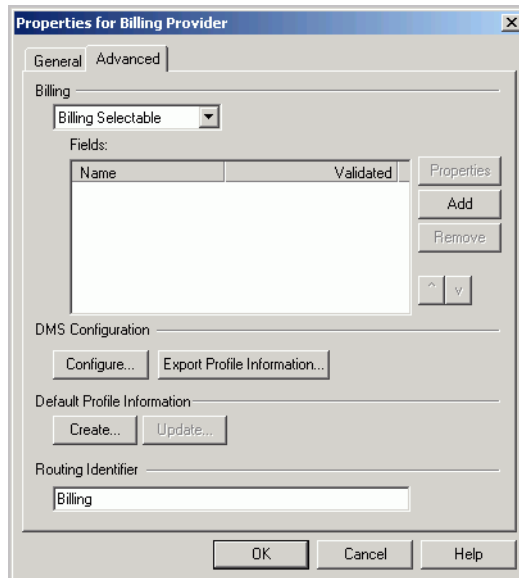 Properties for Billing Provider
General Advanced
Billing
Billing Selectable
Fields:
Name Validated
Properties
Add
Remove
^ v
DMS Configuration
Configure... Export Profile Information...
Default Profile Information
Create... Update...
Routing Identifier
Billing
OK Cancel Help